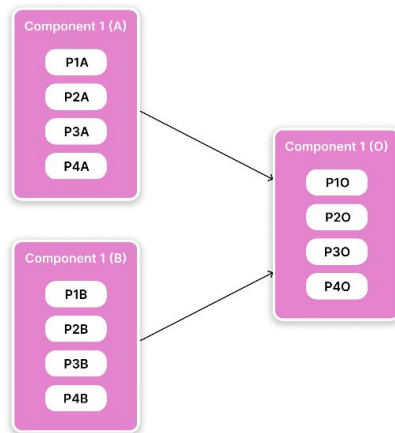 Component 1 (A)
P1A
P2A
P3A
P4A
Component 1 (B)
P1B
P2B
P3B
P4B
Component 1 (O)
P1O
P2O
P3O
P4O